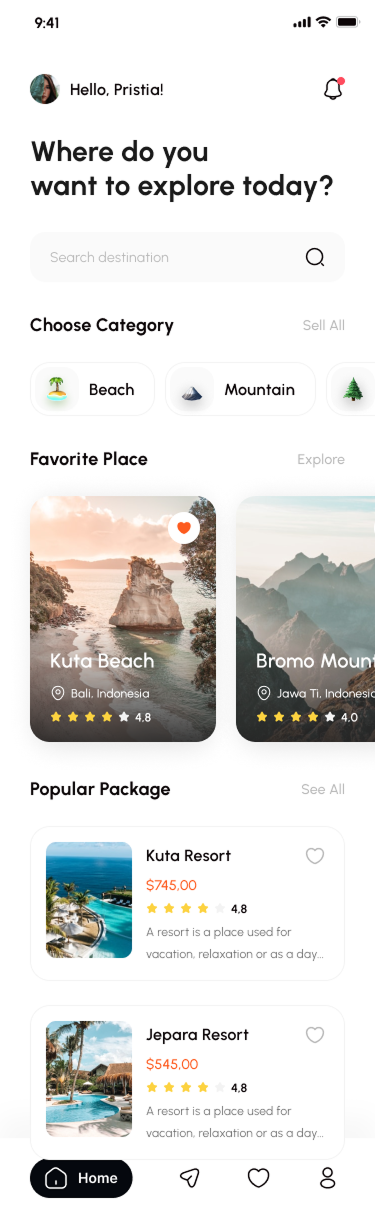 9:41
Hello, Pristia!
Where do you
want to explore today?
Search destination
Choose Category
Sell All
Beach
Mountain
Favorite Place
Explore
Kuta Beach
Bali, Indonesia
4,8
Bromo Mount
Jawa Ti, Indonesia
4,0
Popular Package
See All
Kuta Resort
$745,00
4,8
A resort is a place used for
vacation, relaxation or as a day...
Jepara Resort
$545,00
4,8
A resort is a place used for
vacation, relaxation or as a day...
Home